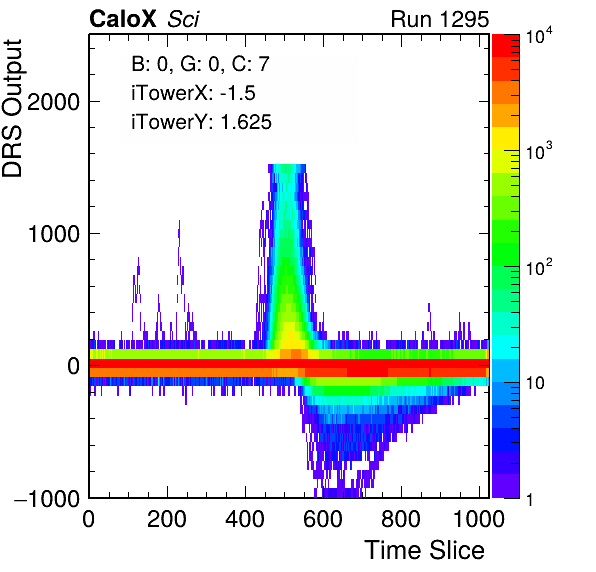 CaloX Sci Run 1295
B: 0, G: 0, C: 7
iTowerX: -1.5
iTowerY: 1.625
DRS Output
2000
1000
0
−1000
0 200 400 600 800 1000
Time Slice
10^4
10^3
10^2
10
1